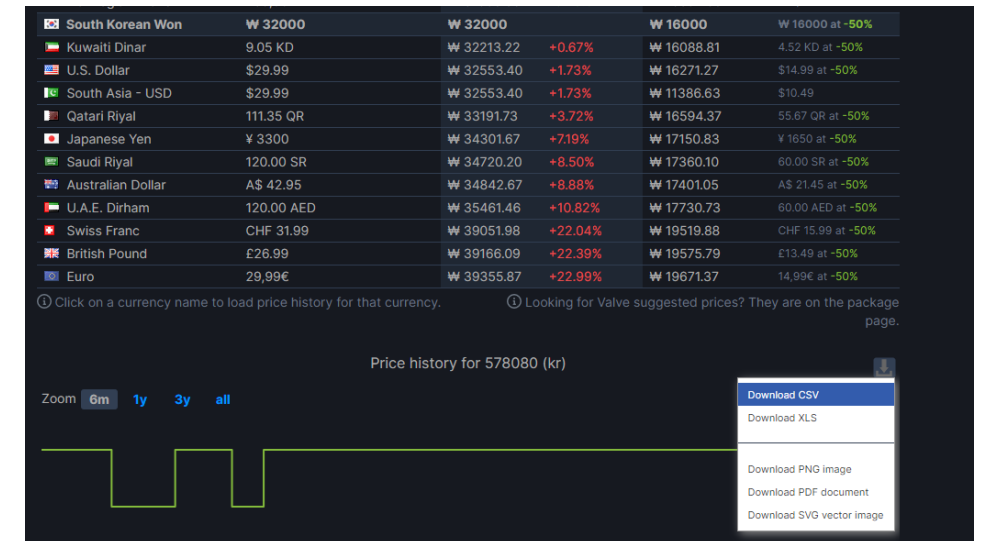 South Korean Won ₩ 32000 ₩ 32000 ₩ 16000 ₩ 16000 at -50%
Kuwaiti Dinar 9.05 KD ₩ 32213.22 +0.67% ₩ 16088.81 4.52 KD at -50%
U.S. Dollar $29.99 ₩ 32553.40 +1.73% ₩ 16271.27 $14.99 at -50%
South Asia - USD $29.99 ₩ 32553.40 +1.73% ₩ 11386.63 $10.49
Qatari Riyal 111.35 QR ₩ 33191.73 +3.72% ₩ 16594.37 55.67 QR at -50%
Japanese Yen ¥ 3300 ₩ 34301.67 +7.19% ₩ 17150.83 ¥ 1650 at -50%
Saudi Riyal 120.00 SR ₩ 34720.20 +8.50% ₩ 17360.10 60.00 SR at -50%
Australian Dollar A$ 42.95 ₩ 34842.67 +8.88% ₩ 17401.05 A$ 21.45 at -50%
U.A.E. Dirham 120.00 AED ₩ 35461.46 +10.82% ₩ 17730.73 60.00 AED at -50%
Swiss Franc CHF 31.99 ₩ 39051.98 +22.04% ₩ 19519.88 CHF 15.99 at -50%
British Pound £26.99 ₩ 39166.09 +22.39% ₩ 19575.79 £13.49 at -50%
Euro 29,99€ ₩ 39355.87 +22.99% ₩ 19671.37 14,99€ at -50%
Click on a currency name to load price history for that currency.
Looking for Valve suggested prices? They are on the package
page.
Price history for 578080 (kr)
Zoom 6m 1y 3y all
Download CSV
Download XLS
Download PNG image
Download PDF document
Download SVG vector image